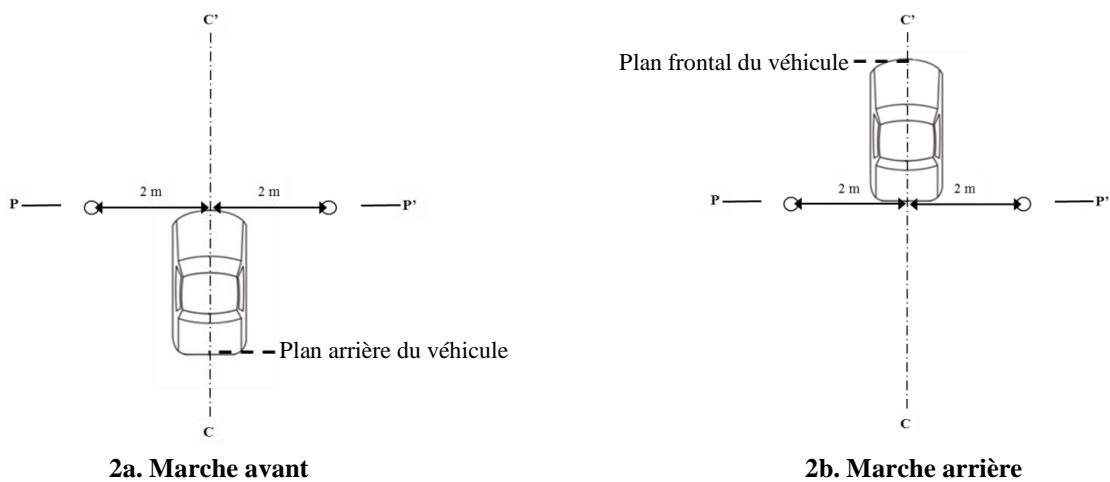 C'
2 m
2 m
P
P'
Plan arrière du véhicule
C
2a. Marche avant
C'
Plan frontal du véhicule
2 m
2 m
P
P'
C
2b. Marche arrière